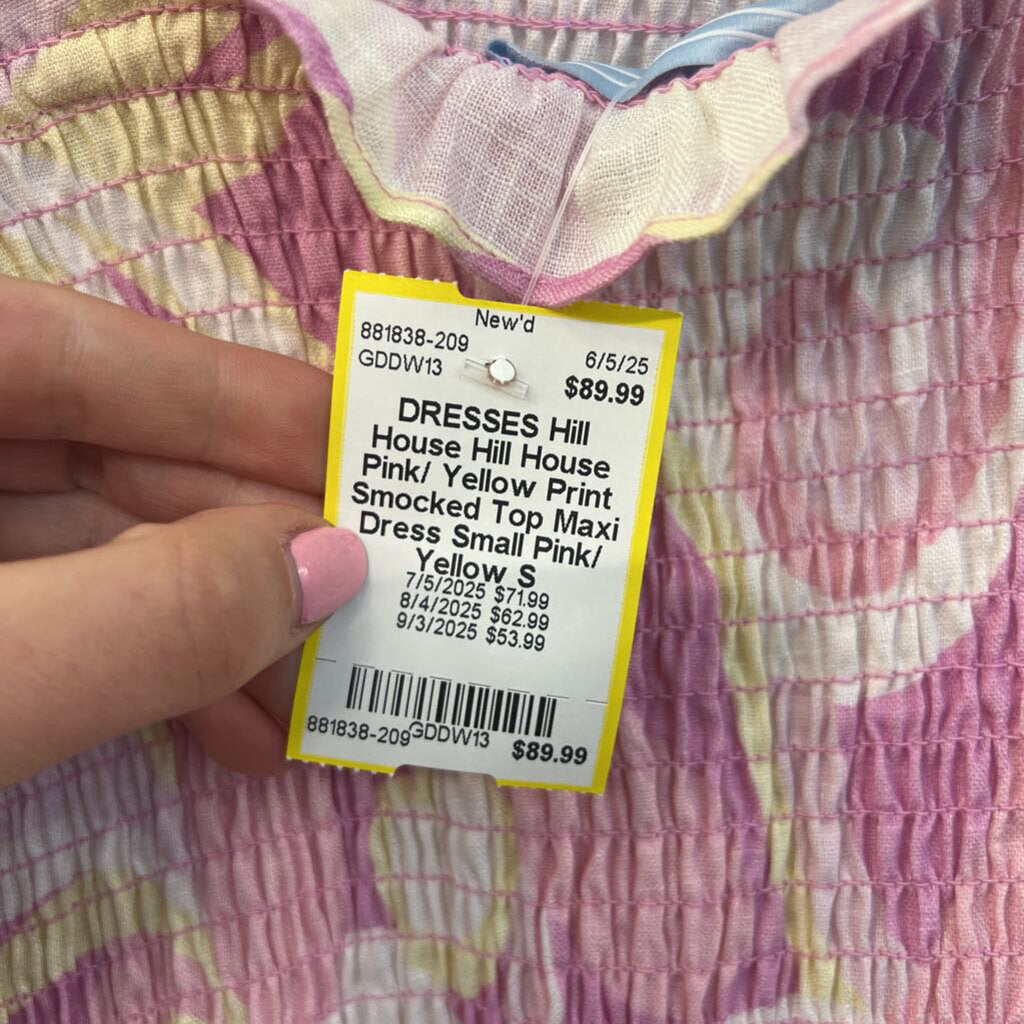 New'd
881838-209
GDDW13
6/5/25
$89.99
DRESSES Hill
House Hill House
Pink/ Yellow Print
Smocked Top Maxi
Dress Small Pink/
Yellow S
7/5/2025 $71.99
8/4/2025 $62.99
9/3/2025 $53.99
881838-209 GDDW13 $89.99